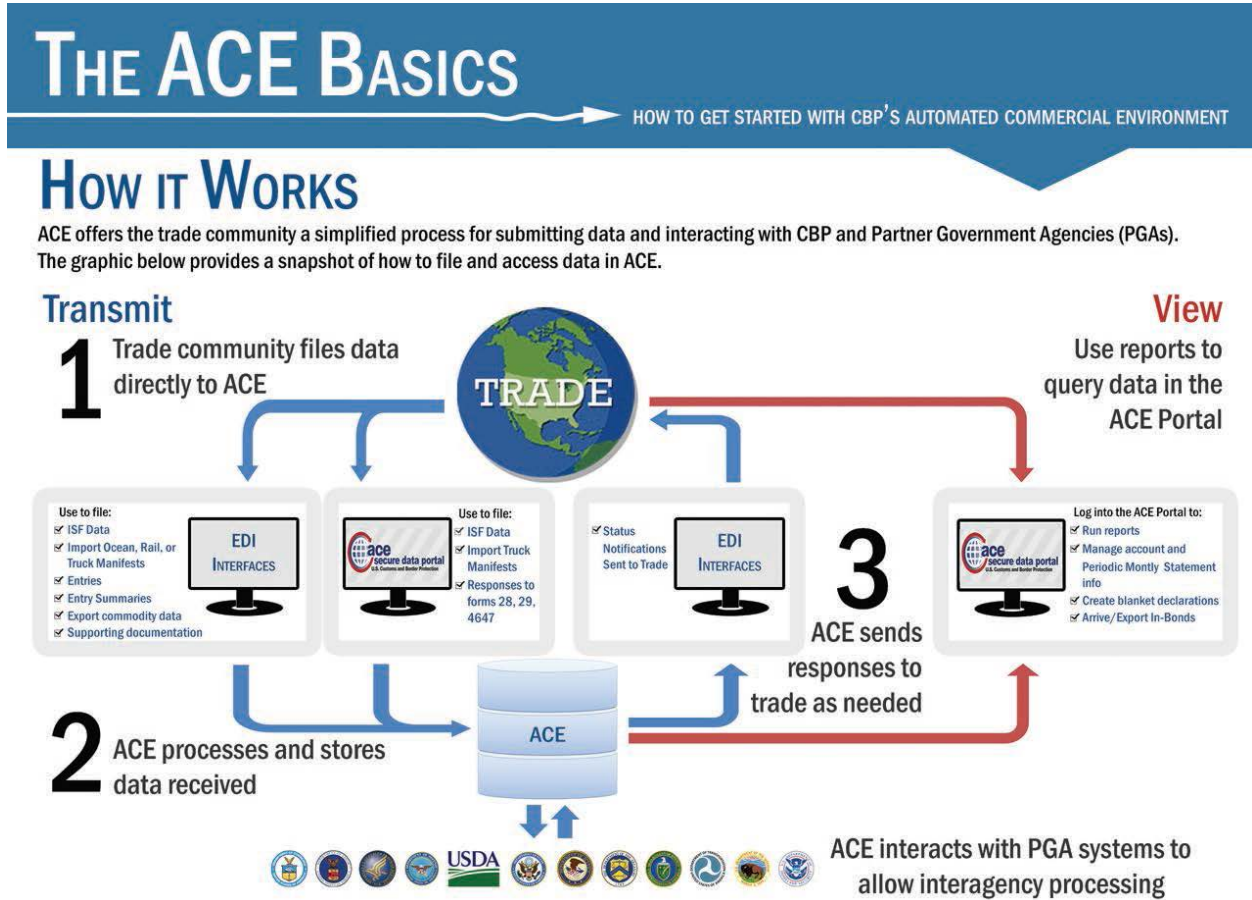 THE ACE BASICS
HOW TO GET STARTED WITH CBP'S AUTOMATED COMMERCIAL ENVIRONMENT
HOW IT WORKS
ACE offers the trade community a simplified process for submitting data and interacting with CBP and Partner Government Agencies (PGAs).
The graphic below provides a snapshot of how to file and access data in ACE.
Transmit
1
Trade community files data
directly to ACE
TRADE
View
Use reports to
query data in the
ACE Portal
Use to file:
ISF Data
Import Ocean, Rail, or
Truck Manifests
Entries
Entry Summaries
Export commodity data
Supporting documentation
EDI
INTERFACES
ace
secure data portal
U.S. Customs and Border Protection
Use to file:
ISF Data
Import Truck
Manifests
Responses to
forms 28, 29,
4647
Status
Notifications
Sent to Trade
EDI
INTERFACES
3
ACE sends
responses to
trade as needed
ace
secure data portal
U.S. Customs and Border Protection
Log into the ACE Portal to:
Run reports
Manage account and
Periodic Montly Statement
info
Create blanket declarations
Arrive/Export In-Bonds
2
ACE processes and stores
data received
ACE
USDA
ACE interacts with PGA systems to
allow interagency processing